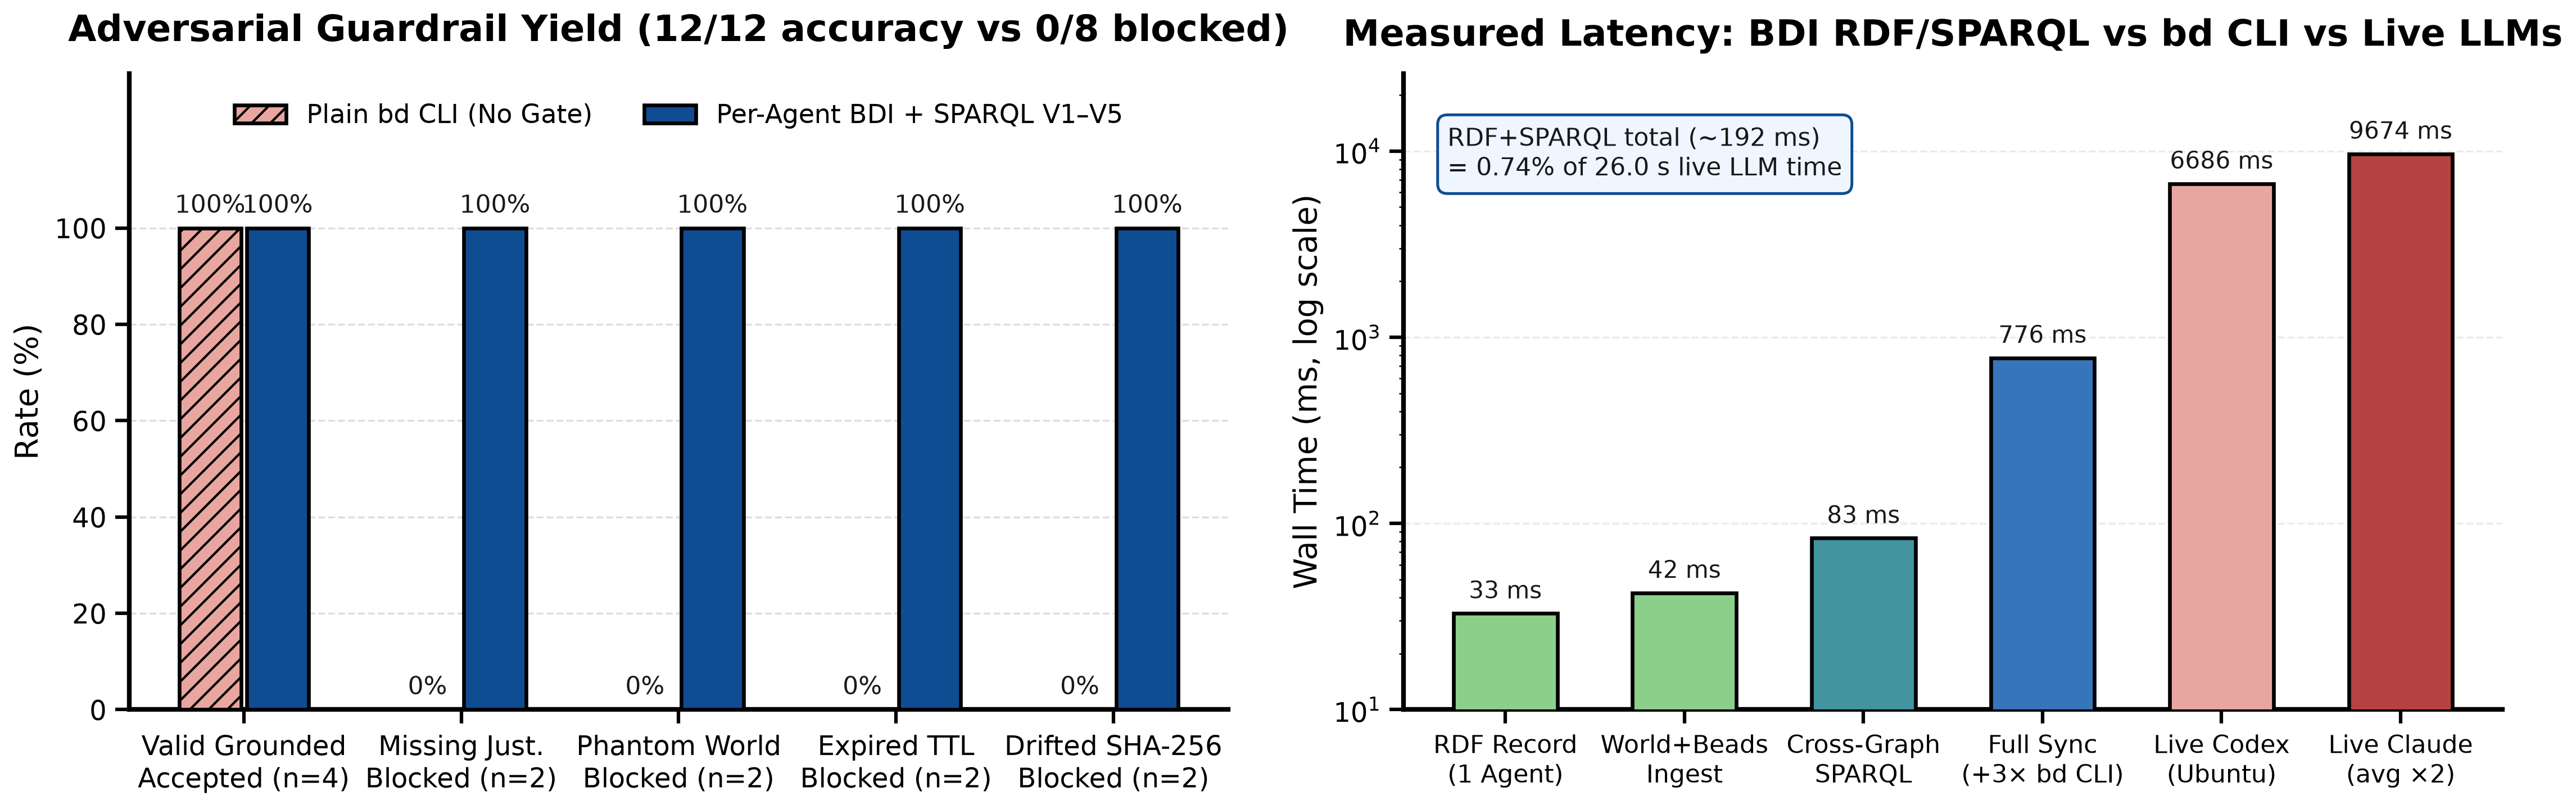 Adversarial Guardrail Yield (12/12 accuracy vs 0/8 blocked)
Plain bd CLI (No Gate)
Per-Agent BDI + SPARQL V1–V5
Rate (%)
100
80
60
40
20
0
100%
100%
0%
100%
0%
100%
0%
100%
0%
100%
Valid Grounded
Accepted (n=4)
Missing Just.
Blocked (n=2)
Phantom World
Blocked (n=2)
Expired TTL
Blocked (n=2)
Drifted SHA-256
Blocked (n=2)
Measured Latency: BDI RDF/SPARQL vs bd CLI vs Live LLMs
RDF+SPARQL total (~192 ms)
= 0.74% of 26.0 s live LLM time
Wall Time (ms, log scale)
10⁴
10³
10²
10¹
33 ms
42 ms
83 ms
776 ms
6686 ms
9674 ms
RDF Record
(1 Agent)
World+Beads
Ingest
Cross-Graph
SPARQL
Full Sync
(+3× bd CLI)
Live Codex
(Ubuntu)
Live Claude
(avg ×2)